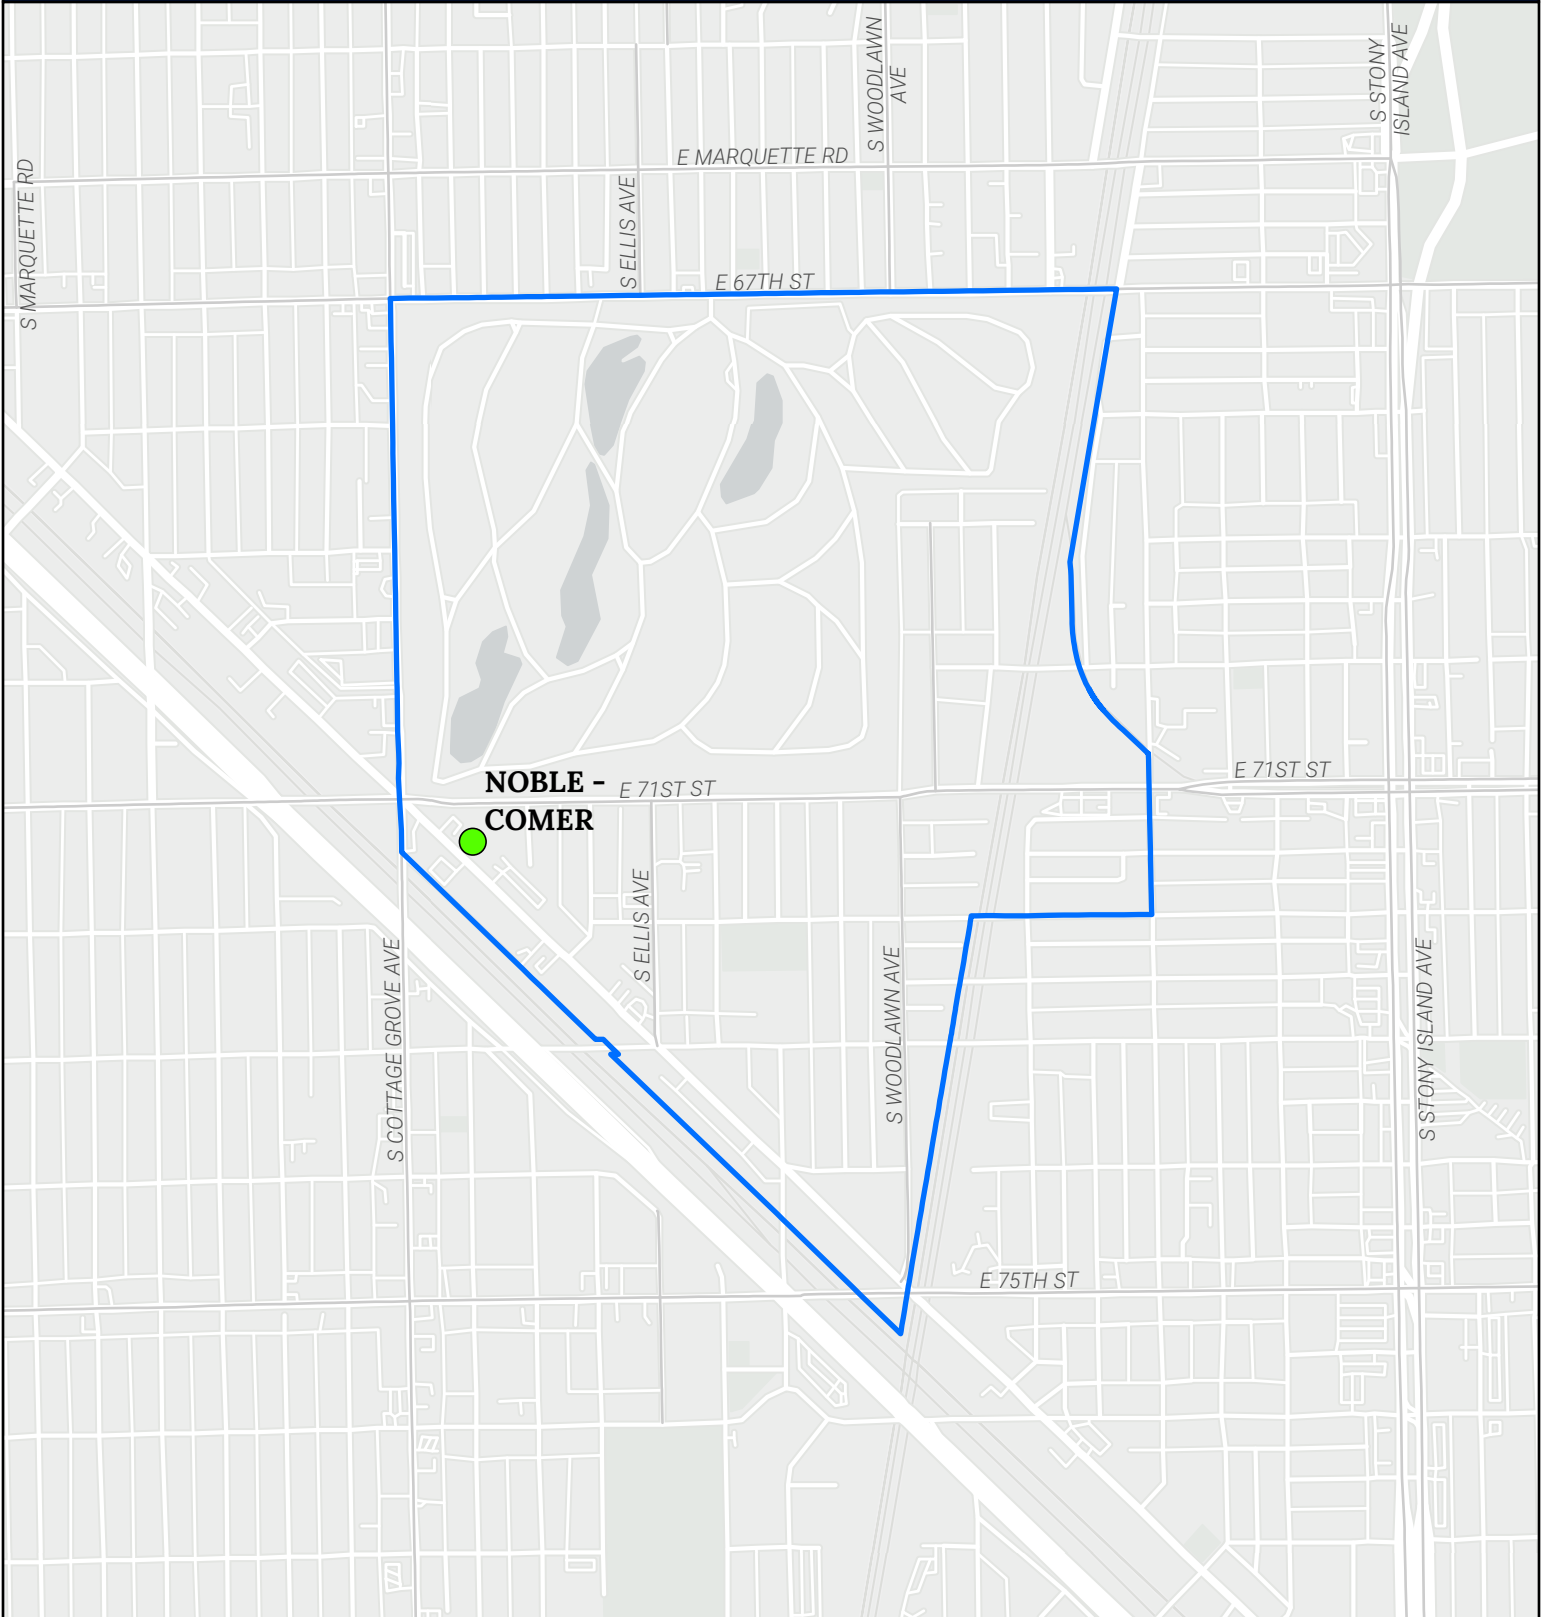 S WOODLAWN
AVE
S STONY
ISLAND AVE
E MARQUETTE RD
S MARQUETTE RD
S ELLIS AVE
E 67TH ST
E 71ST ST
NOBLE -
COMER
E 71ST ST
S ELLIS AVE
S COTTAGE GROVE AVE
S WOODLAWN AVE
S STONY ISLAND AVE
E 75TH ST